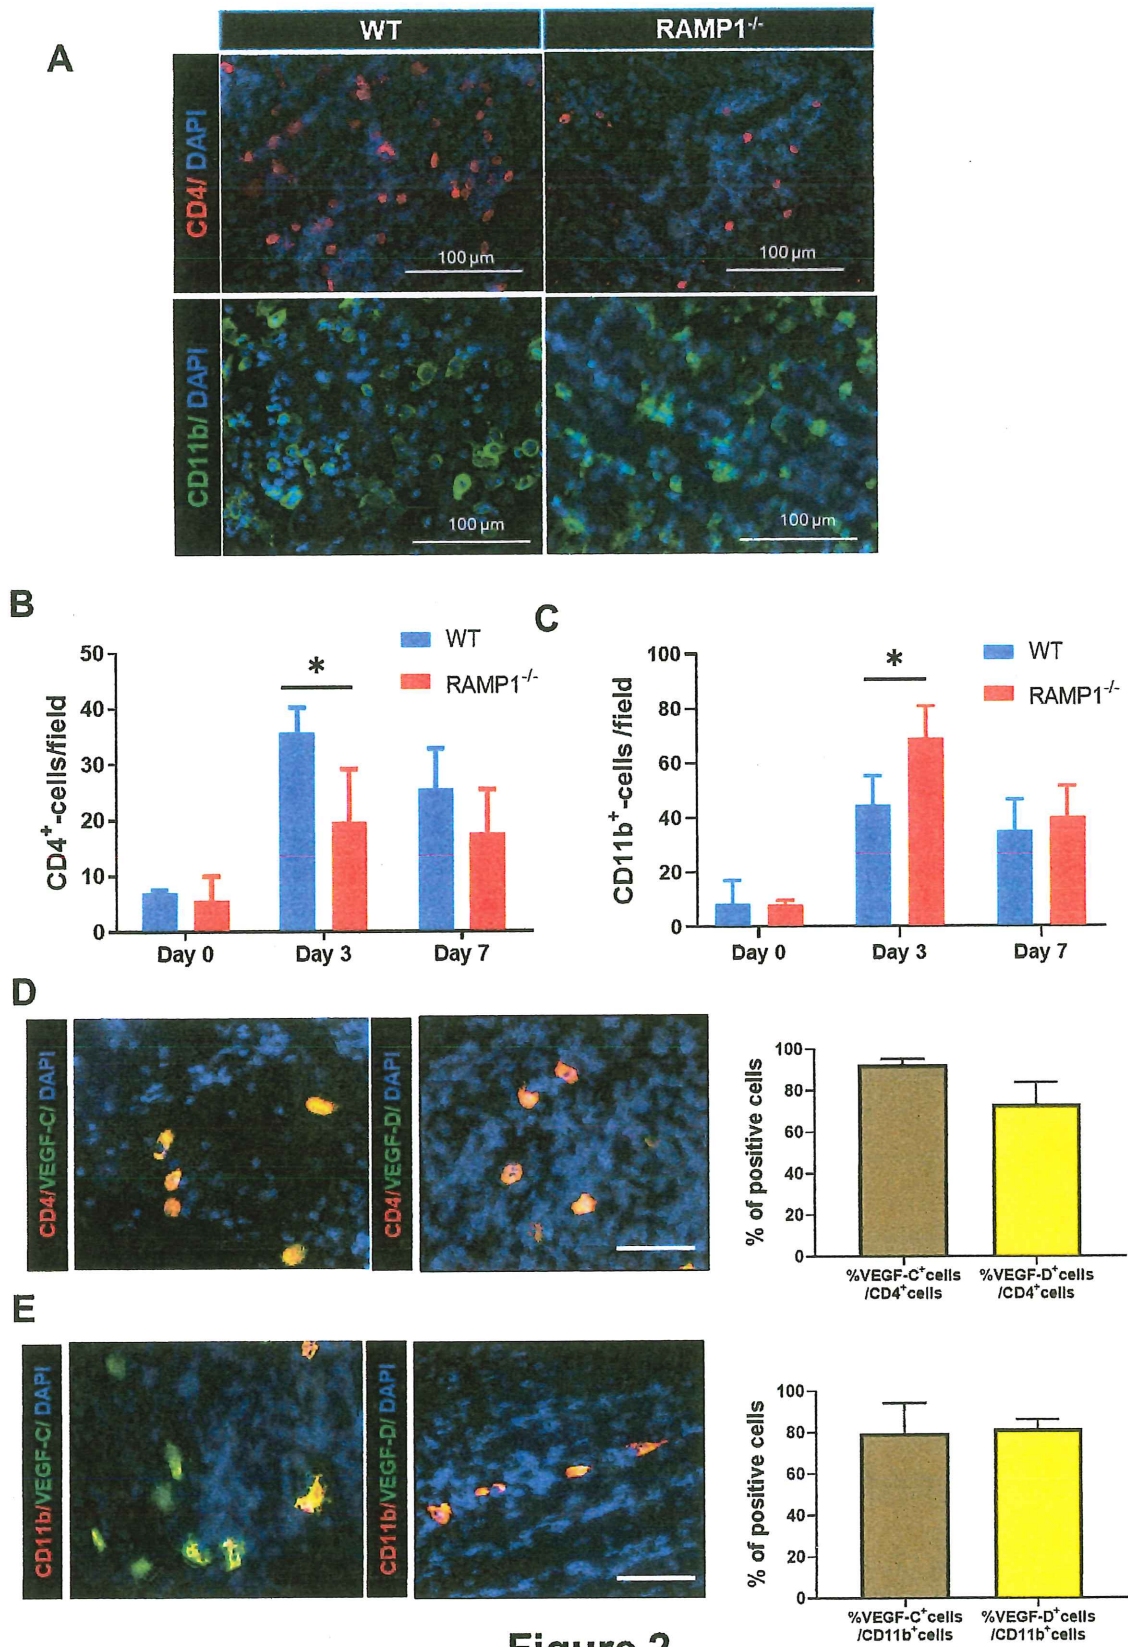 A
WT
RAMP1-/-
CD4/ DAPI
100 µm
100 µm
CD11b/ DAPI
100 µm
100 µm
B
WT
RAMP1-/-
*
CD4+-cells/field
50
40
30
20
10
0
Day 0
Day 3
Day 7
C
WT
RAMP1-/-
*
CD11b+-cells /field
100
80
60
40
20
0
Day 0
Day 3
Day 7
D
CD4/VEGF-C/ DAPI
CD4/VEGF-D/ DAPI
% of positive cells
100
80
60
40
20
0
%VEGF-C+cells
/CD4+cells
%VEGF-D+cells
/CD4+cells
E
CD11b/VEGF-C/ DAPI
CD11b/VEGF-D/ DAPI
% of positive cells
100
80
60
40
20
0
%VEGF-C+cells
/CD11b+cells
%VEGF-D+cells
/CD11b+cells
Figure 2